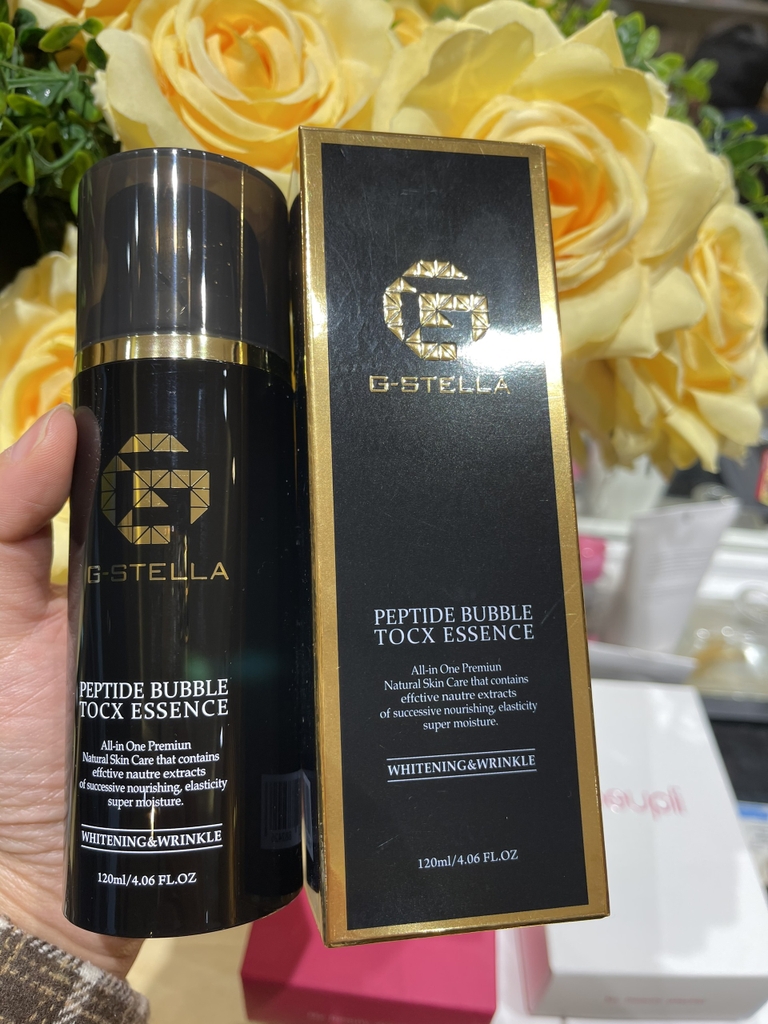 G-STELLA
PEPTIDE BUBBLE
TOCX ESSENCE
All-in One Premiun
Natural Skin Care that contains
effctive nautre extracts
of successive nourishing, elasticity
super moisture.
WHITENING&WRINKLE
120ml/4.06 FL.OZ
G-STELLA
PEPTIDE BUBBLE
TOCX ESSENCE
All-in One Premiun
Natural Skin Care that contains
effctive nautre extracts
of successive nourishing, elasticity
super moisture.
WHITENING&WRINKLE
120ml/4.06 FL.OZ